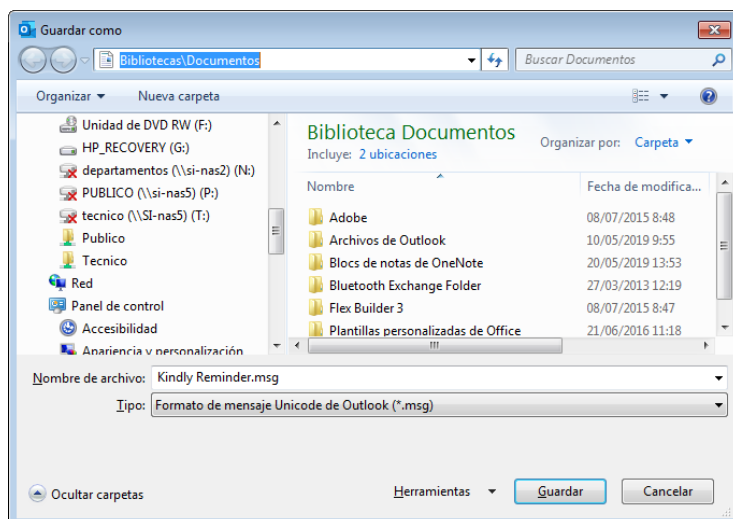 Guardar como
Bibliotecas\Documentos
Buscar Documentos
Organizar
Nueva carpeta
Unidad de DVD RW (F:)
HP_RECOVERY (G:)
departamentos (\\si-nas2) (N:)
PUBLICO (\\si-nas5) (P:)
tecnico (\\SI-nas5) (T:)
Publico
Tecnico
Red
Panel de control
Accesibilidad
Apariencia y personalización
Biblioteca Documentos
Incluye: 2 ubicaciones
Organizar por: Carpeta
Nombre Fecha de modifica...
Adobe 08/07/2015 8:48
Archivos de Outlook 10/05/2019 9:55
Blocs de notas de OneNote 20/05/2019 13:53
Bluetooth Exchange Folder 27/03/2013 12:19
Flex Builder 3 08/07/2015 8:47
Plantillas personalizadas de Office 21/06/2016 11:18
Nombre de archivo: Kindly Reminder.msg
Tipo: Formato de mensaje Unicode de Outlook (*.msg)
Ocultar carpetas
Herramientas
Guardar
Cancelar